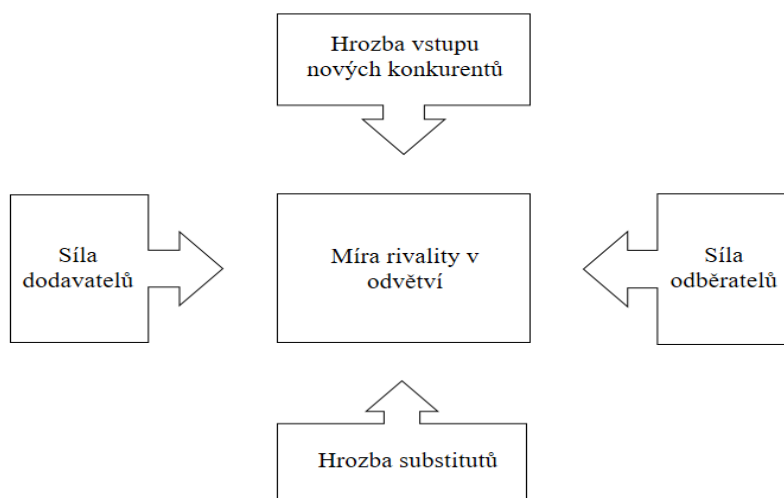 Hrozba vstupu
nových konkurentů
Síla
dodavatelů
Míra rivality v
odvětví
Síla
odběratelů
Hrozba substitutů